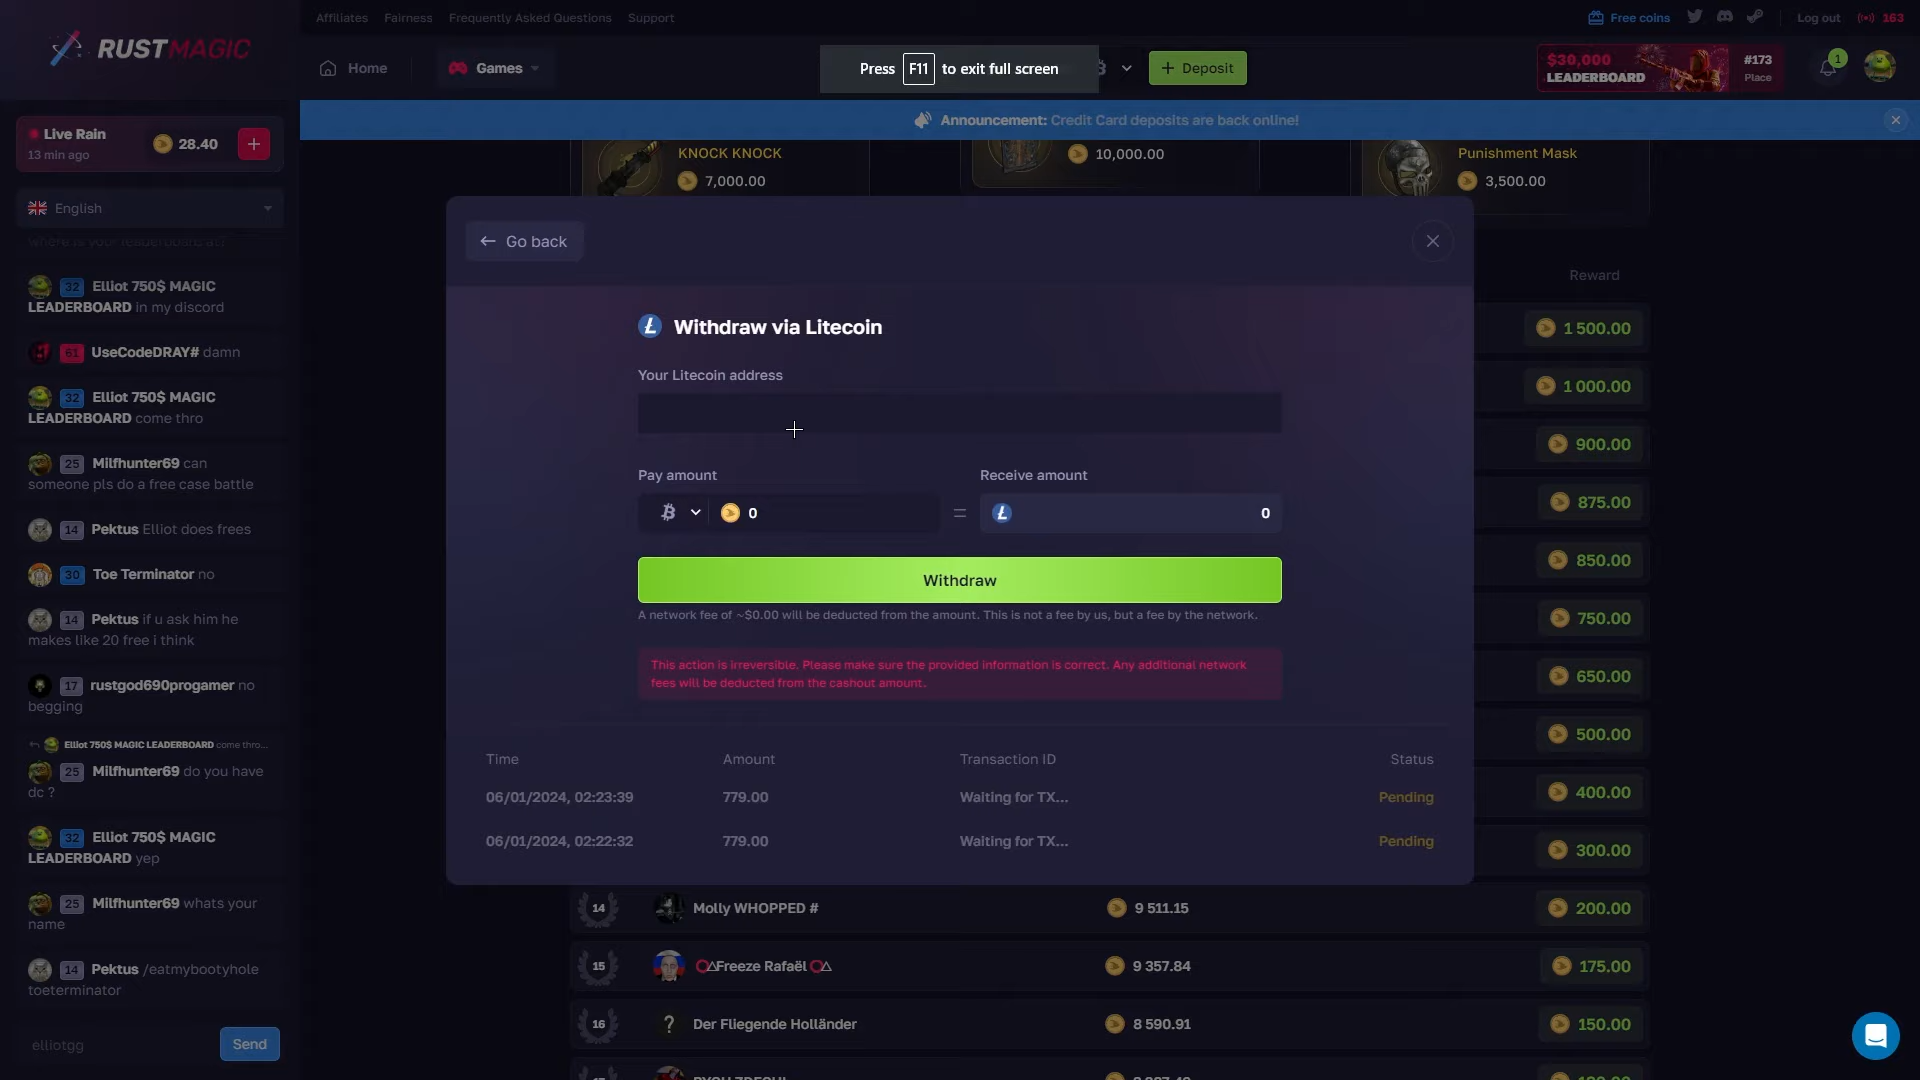 Affiliates Fairness Frequently Asked Questions Support
Free coins Log out 163
RUSTMAGIC
Home Games
Press F11 to exit full screen
+ Deposit
$30,000
LEADERBOARD
#173
Place
1
Announcement: Credit Card deposits are back online!
Live Rain
13 min ago
28.40
+
English
where is your leaderboard at?
32 Elliot 750$ MAGIC
LEADERBOARD in my discord
61 UseCodeDRAY# damn
32 Elliot 750$ MAGIC
LEADERBOARD come thro
25 Milfhunter69 can
someone pls do a free case battle
14 Pektus Elliot does frees
30 Toe Terminator no
14 Pektus if u ask him he
makes like 20 free i think
17 rustgod690progamer no
begging
Elliot 750$ MAGIC LEADERBOARD come thro...
25 Milfhunter69 do you have
dc ?
32 Elliot 750$ MAGIC
LEADERBOARD yep
25 Milfhunter69 whats your
name
14 Pektus /eatmybootyhole
toeterminator
elliotgg
Send
KNOCK KNOCK
7,000.00
10,000.00
Punishment Mask
3,500.00
Go back
Withdraw via Litecoin
Your Litecoin address
Pay amount
Receive amount
0
=
0
Withdraw
A network fee of ~$0.00 will be deducted from the amount. This is not a fee by us, but a fee by the network.
This action is irreversible. Please make sure the provided information is correct. Any additional network
fees will be deducted from the cashout amount.
Time Amount Transaction ID Status
06/01/2024, 02:23:39 779.00 Waiting for TX... Pending
06/01/2024, 02:22:32 779.00 Waiting for TX... Pending
Reward
1 500.00
1 000.00
900.00
875.00
850.00
750.00
650.00
500.00
400.00
300.00
14 Molly WHOPPED # 9 511.15 200.00
15 Freeze Rafaël 9 357.84 175.00
16 ? Der Fliegende Holländer 8 590.91 150.00